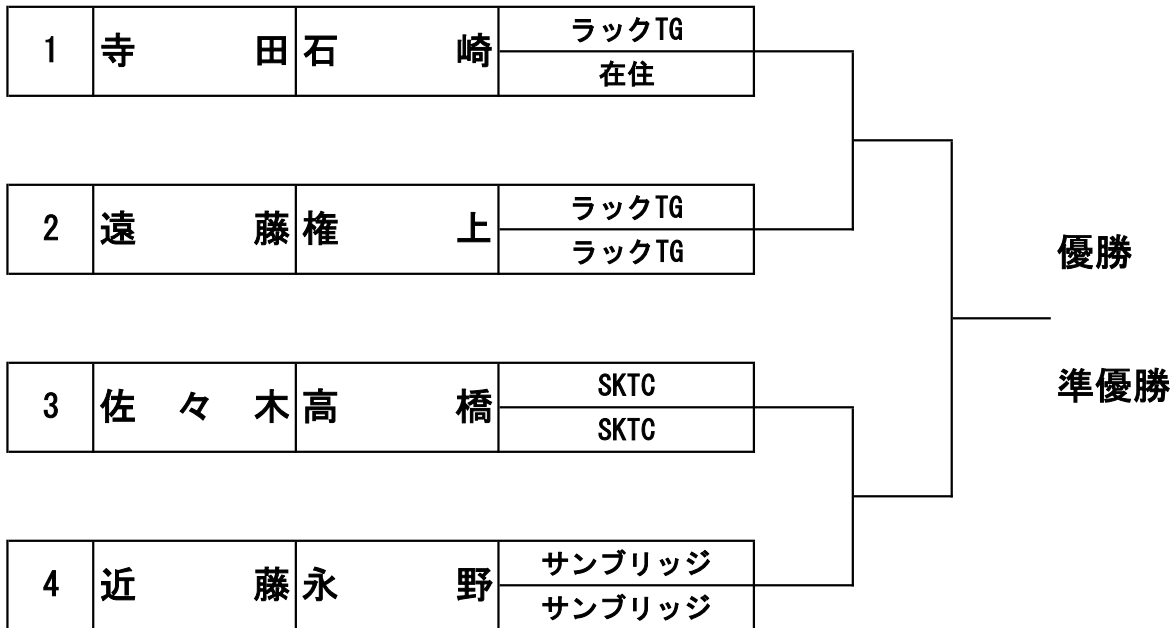 1 寺田 石崎 ラックTG
在住
2 遠藤 権上 ラックTG
ラックTG
優勝
3 佐々木 高橋 SKTC
SKTC
準優勝
4 近藤 永野 サンブリッジ
サンブリッジ